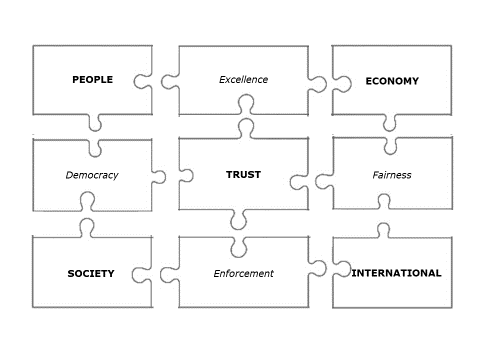 PEOPLE
Excellence
ECONOMY
Democracy
TRUST
Fairness
SOCIETY
Enforcement
INTERNATIONAL